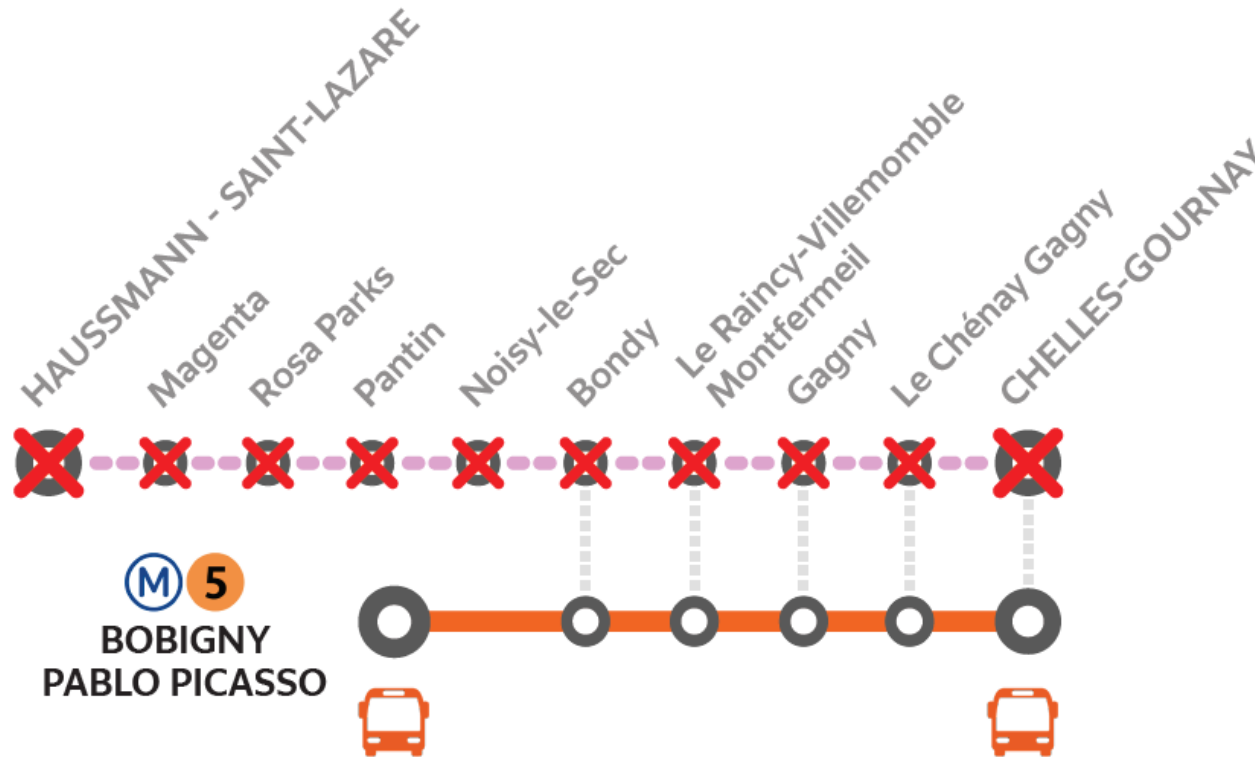 HAUSSMANN - SAINT-LAZARE
Magenta
Rosa Parks
Pantin
Noisy-le-Sec
Bondy
Le Raincy-Villemomble
Montfermeil
Gagny
Le Chénay Gagny
CHELLES-GOURNAY
M 5
BOBIGNY
PABLO PICASSO